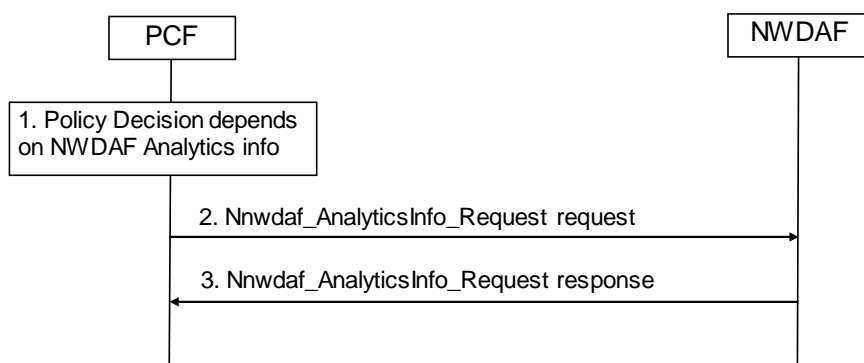 PCF
NWDAF
1. Policy Decision depends
on NWDAF Analytics info
2. Nnwdaf_AnalyticsInfo_Request request
3. Nnwdaf_AnalyticsInfo_Request response